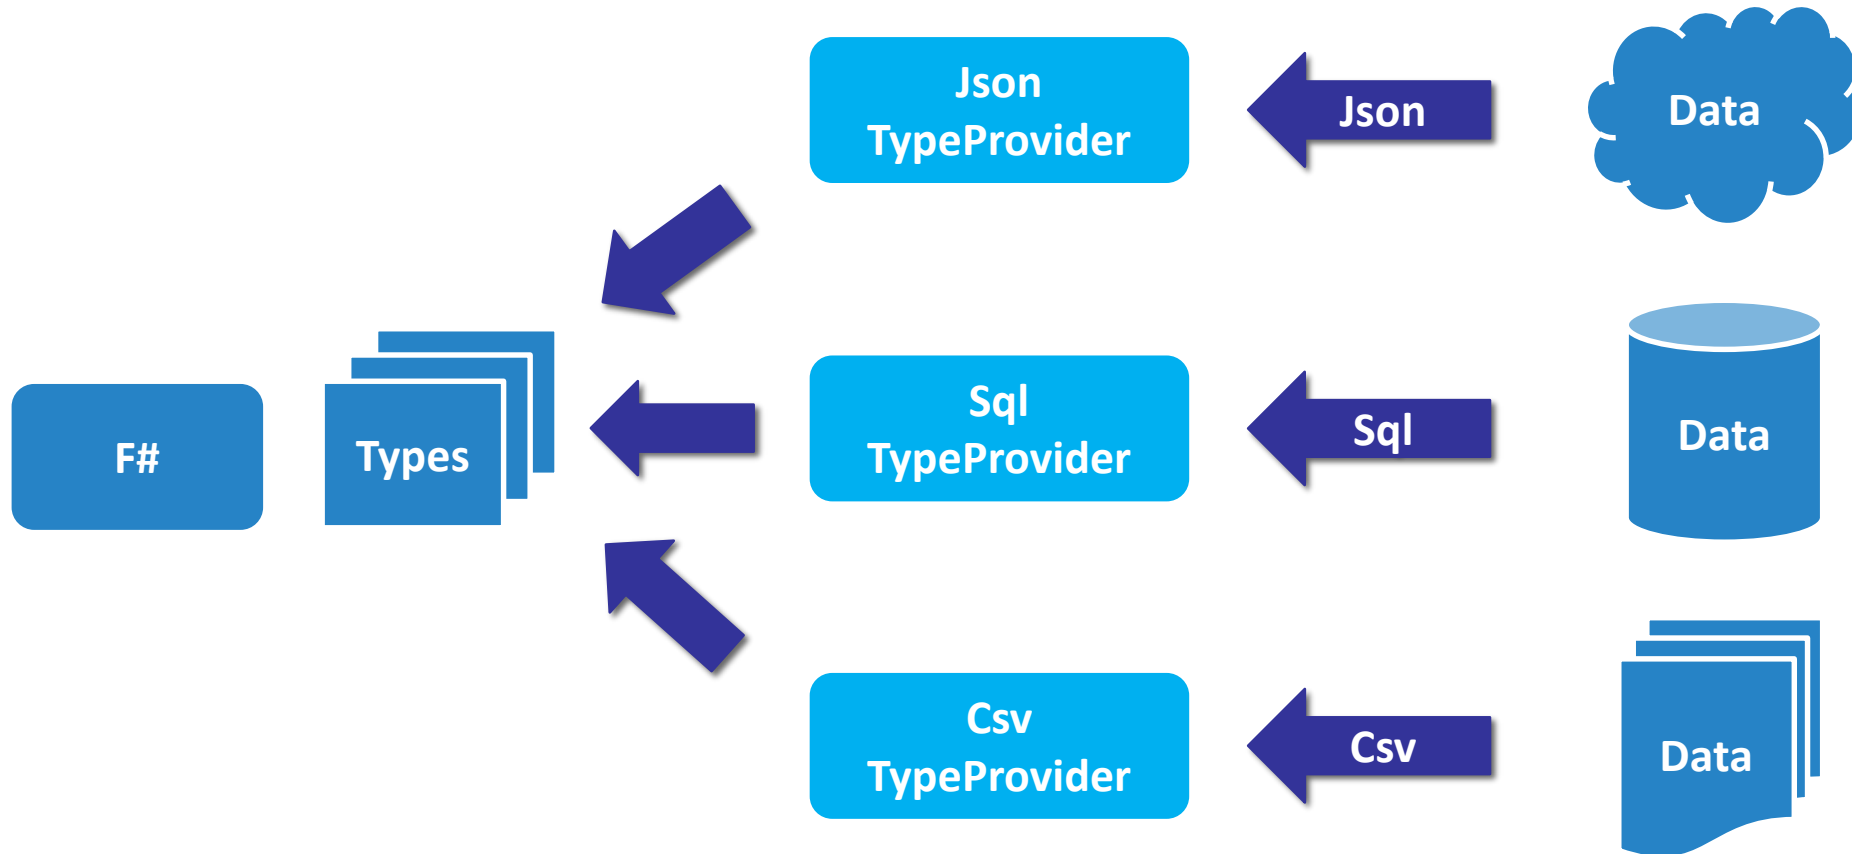 Json
TypeProvider
Json
Data
F#
Types
Sql
TypeProvider
Sql
Data
Csv
TypeProvider
Csv
Data